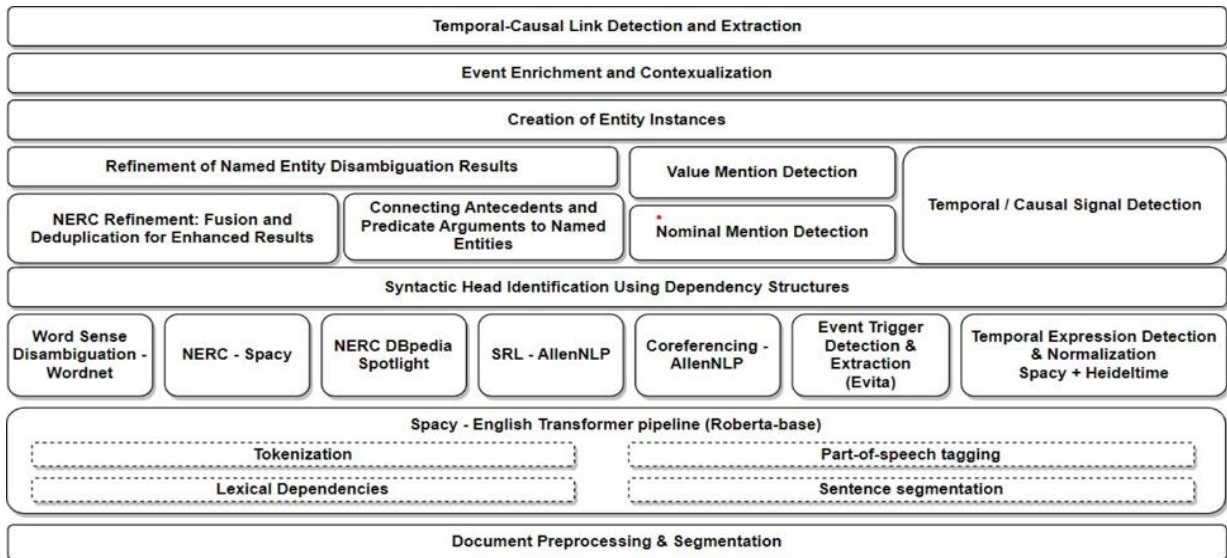 Temporal-Causal Link Detection and Extraction
Event Enrichment and Contexualization
Creation of Entity Instances
Refinement of Named Entity Disambiguation Results
Value Mention Detection
Temporal / Causal Signal Detection
NERC Refinement: Fusion and
Deduplication for Enhanced Results
Connecting Antecedents and
Predicate Arguments to Named
Entities
Nominal Mention Detection
Syntactic Head Identification Using Dependency Structures
Word Sense
Disambiguation -
Wordnet
NERC - Spacy
NERC DBpedia
Spotlight
SRL - AllenNLP
Coreferencing -
AllenNLP
Event Trigger
Detection &
Extraction
(Evita)
Temporal Expression Detection
& Normalization
Spacy + Heideltime
Spacy - English Transformer pipeline (Roberta-base)
Tokenization
Part-of-speech tagging
Lexical Dependencies
Sentence segmentation
Document Preprocessing & Segmentation